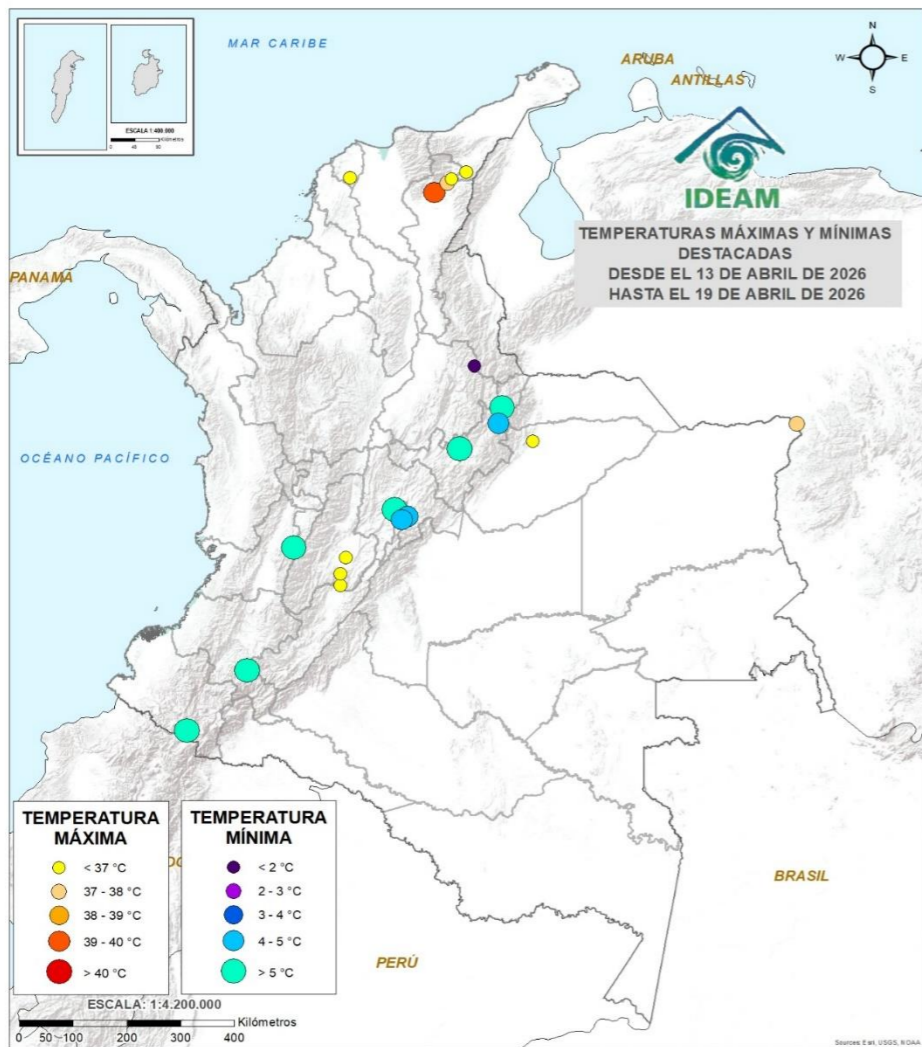 MAR CARIBE
ARUBA
ANTILLAS
N
W
E
S
ESCALA 1:400.000
Kilómetros
IDEAM
TEMPERATURAS MÁXIMAS Y MÍNIMAS
DESTACADAS
DESDE EL 13 DE ABRIL DE 2026
HASTA EL 19 DE ABRIL DE 2026
PANAMA
OCÉANO PACÍFICO
BRASIL
PERÚ
TEMPERATURA
MÁXIMA
< 37 °C
37 - 38 °C
38 - 39 °C
39 - 40 °C
> 40 °C
TEMPERATURA
MÍNIMA
< 2 °C
2 - 3 °C
3 - 4 °C
4 - 5 °C
> 5 °C
ESCALA: 1:4.200.000
Kilómetros
0 50 100 200 300 400
Sources: Esri, USGS, NOAA